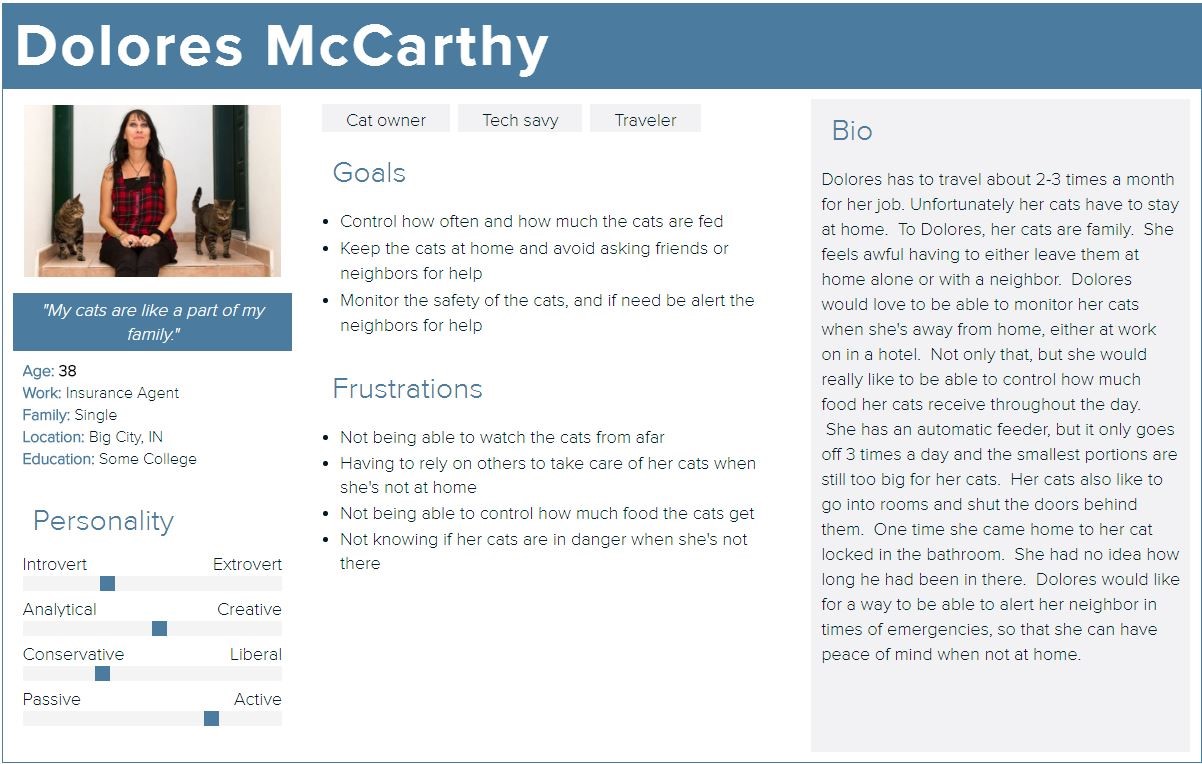 Dolores McCarthy
"My cats are like a part of my
family."
Age: 38
Work: Insurance Agent
Family: Single
Location: Big City, IN
Education: Some College
Personality
Introvert Extrovert
Analytical Creative
Conservative Liberal
Passive Active
Cat owner Tech savy Traveler
Goals
• Control how often and how much the cats are fed
• Keep the cats at home and avoid asking friends or
neighbors for help
• Monitor the safety of the cats, and if need be alert the
neighbors for help
Frustrations
• Not being able to watch the cats from afar
• Having to rely on others to take care of her cats when
she's not at home
• Not being able to control how much food the cats get
• Not knowing if her cats are in danger when she's not
there
Bio
Dolores has to travel about 2-3 times a month
for her job. Unfortunately her cats have to stay
at home. To Dolores, her cats are family. She
feels awful having to either leave them at
home alone or with a neighbor. Dolores
would love to be able to monitor her cats
when she's away from home, either at work
on in a hotel. Not only that, but she would
really like to be able to control how much
food her cats receive throughout the day.
She has an automatic feeder, but it only goes
off 3 times a day and the smallest portions are
still too big for her cats. Her cats also like to
go into rooms and shut the doors behind
them. One time she came home to her cat
locked in the bathroom. She had no idea how
long he had been in there. Dolores would like
for a way to be able to alert her neighbor in
times of emergencies, so that she can have
peace of mind when not at home.